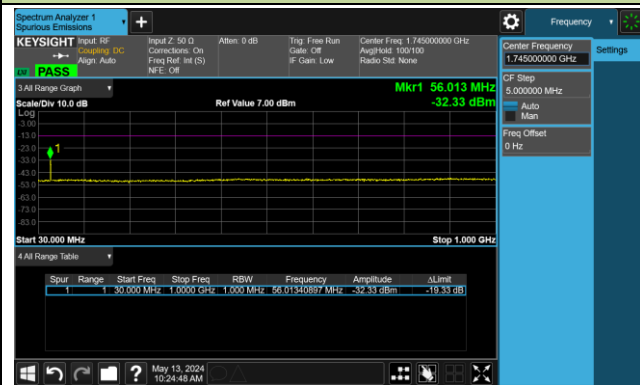 Spectrum Analyzer 1
Spurious Emissions
Frequency
KEYSIGHT
Input: RF
Coupling: DC
Align: Auto
Input Z: 50 Ω
Corrections: On
Freq Ref: Int (S)
NFE: Off
Atten: 0 dB
Trig: Free Run
Gate: Off
IF Gain: Low
Center Freq: 1.745000000 GHz
Avg|Hold: 100/100
Radio Std: None
PASS
Center Frequency
1.745000000 GHz
Settings
CF Step
5.000000 MHz
Auto
Man
Freq Offset
0 Hz
3 All Range Graph
Mkr1 56.013 MHz
Scale/Div 10.0 dB
Ref Value 7.00 dBm
-32.33 dBm
Log
-3.00
-13.0
-23.0
-33.0
-43.0
-53.0
-63.0
-73.0
-83.0
1
Start 30.000 MHz
Stop 1.000 GHz
4 All Range Table
Spur Range Start Freq Stop Freq RBW Frequency Amplitude ΔLimit
1 1 30.000 MHz 1.0000 GHz 1.000 MHz 56.01340897 MHz -32.33 dBm -19.33 dB
?
May 13, 2024
10:24:48 AM